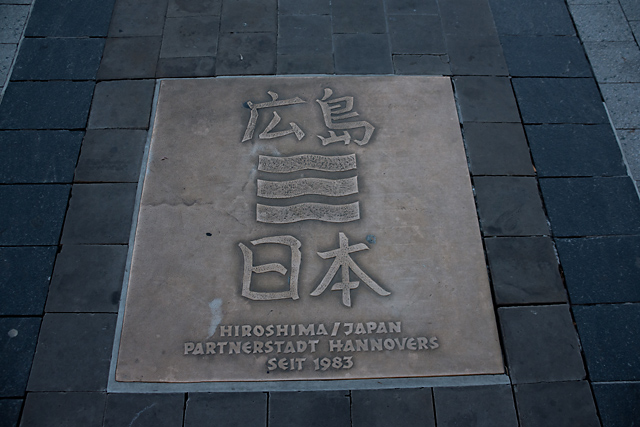 広島
日本
HIROSHIMA/JAPAN
PARTNERSTADT HANNOVERS
SEIT 1983